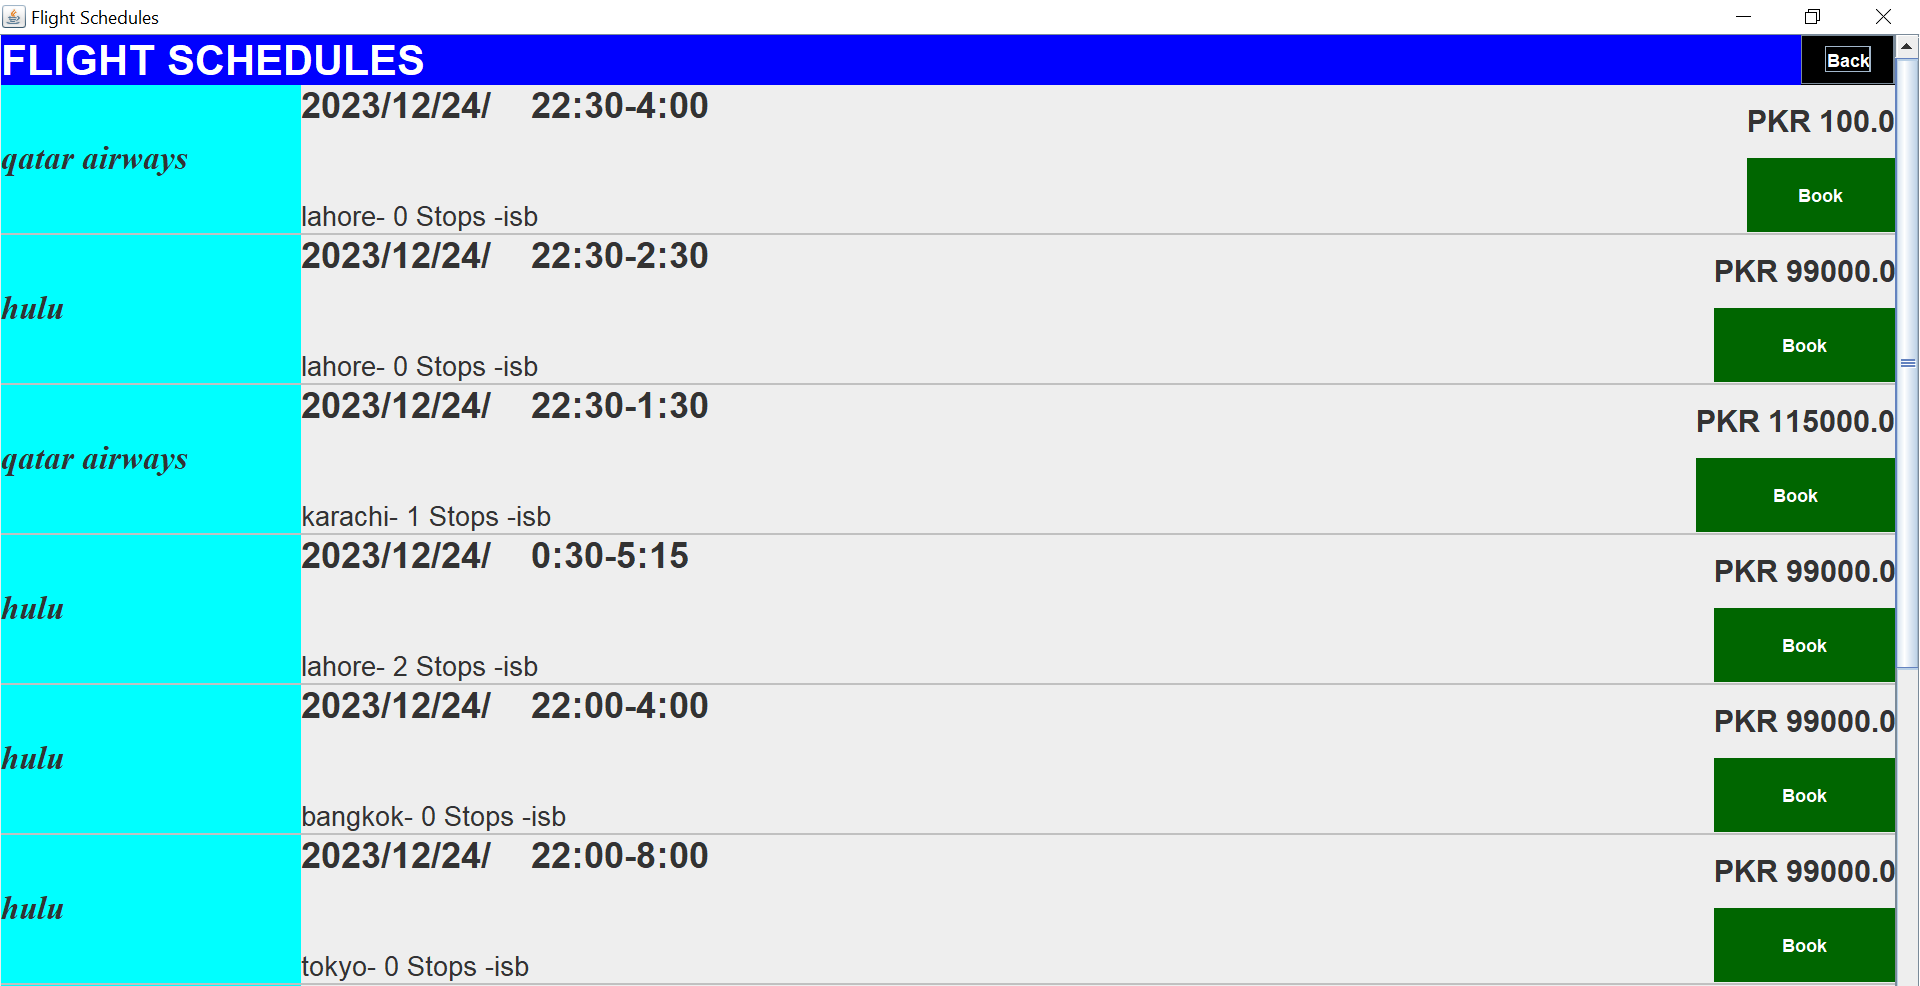 Flight Schedules
FLIGHT SCHEDULES
Back
2023/12/24/ 22:30-4:00
PKR 100.0
qatar airways
Book
lahore- 0 Stops -isb
2023/12/24/ 22:30-2:30
PKR 99000.0
hulu
Book
lahore- 0 Stops -isb
2023/12/24/ 22:30-1:30
PKR 115000.0
qatar airways
Book
karachi- 1 Stops -isb
2023/12/24/ 0:30-5:15
PKR 99000.0
hulu
Book
lahore- 2 Stops -isb
2023/12/24/ 22:00-4:00
PKR 99000.0
hulu
Book
bangkok- 0 Stops -isb
2023/12/24/ 22:00-8:00
PKR 99000.0
hulu
Book
tokyo- 0 Stops -isb